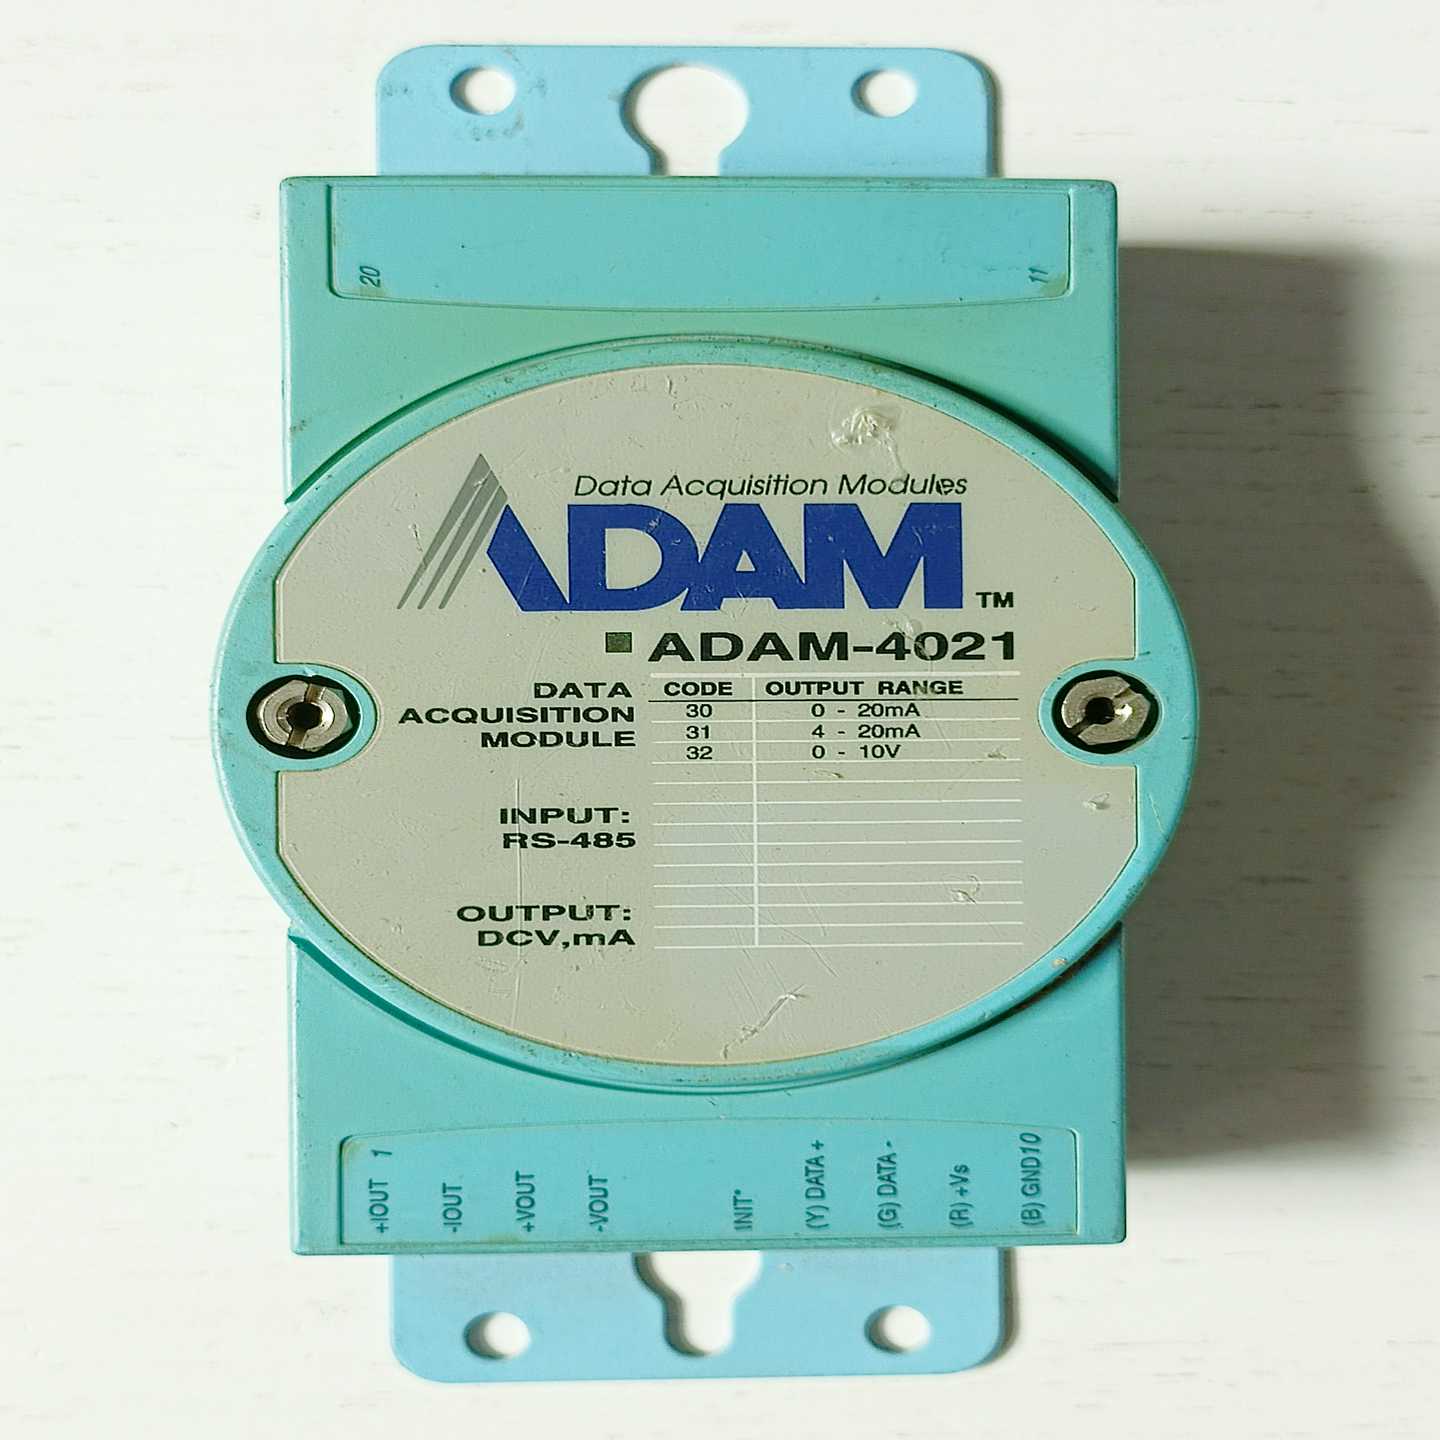 20 11
Data Acquisition Modules
ADAM TM
ADAM-4021
DATA
ACQUISITION
MODULE
CODE OUTPUT RANGE
30 0 - 20mA
31 4 - 20mA
32 0 - 10V
INPUT:
RS-485
OUTPUT:
DCV,mA
+IOUT 1
-IOUT
+VOUT
-VOUT
INIT*
(Y) DATA +
(G) DATA -
(R) +Vs
(B) GND10